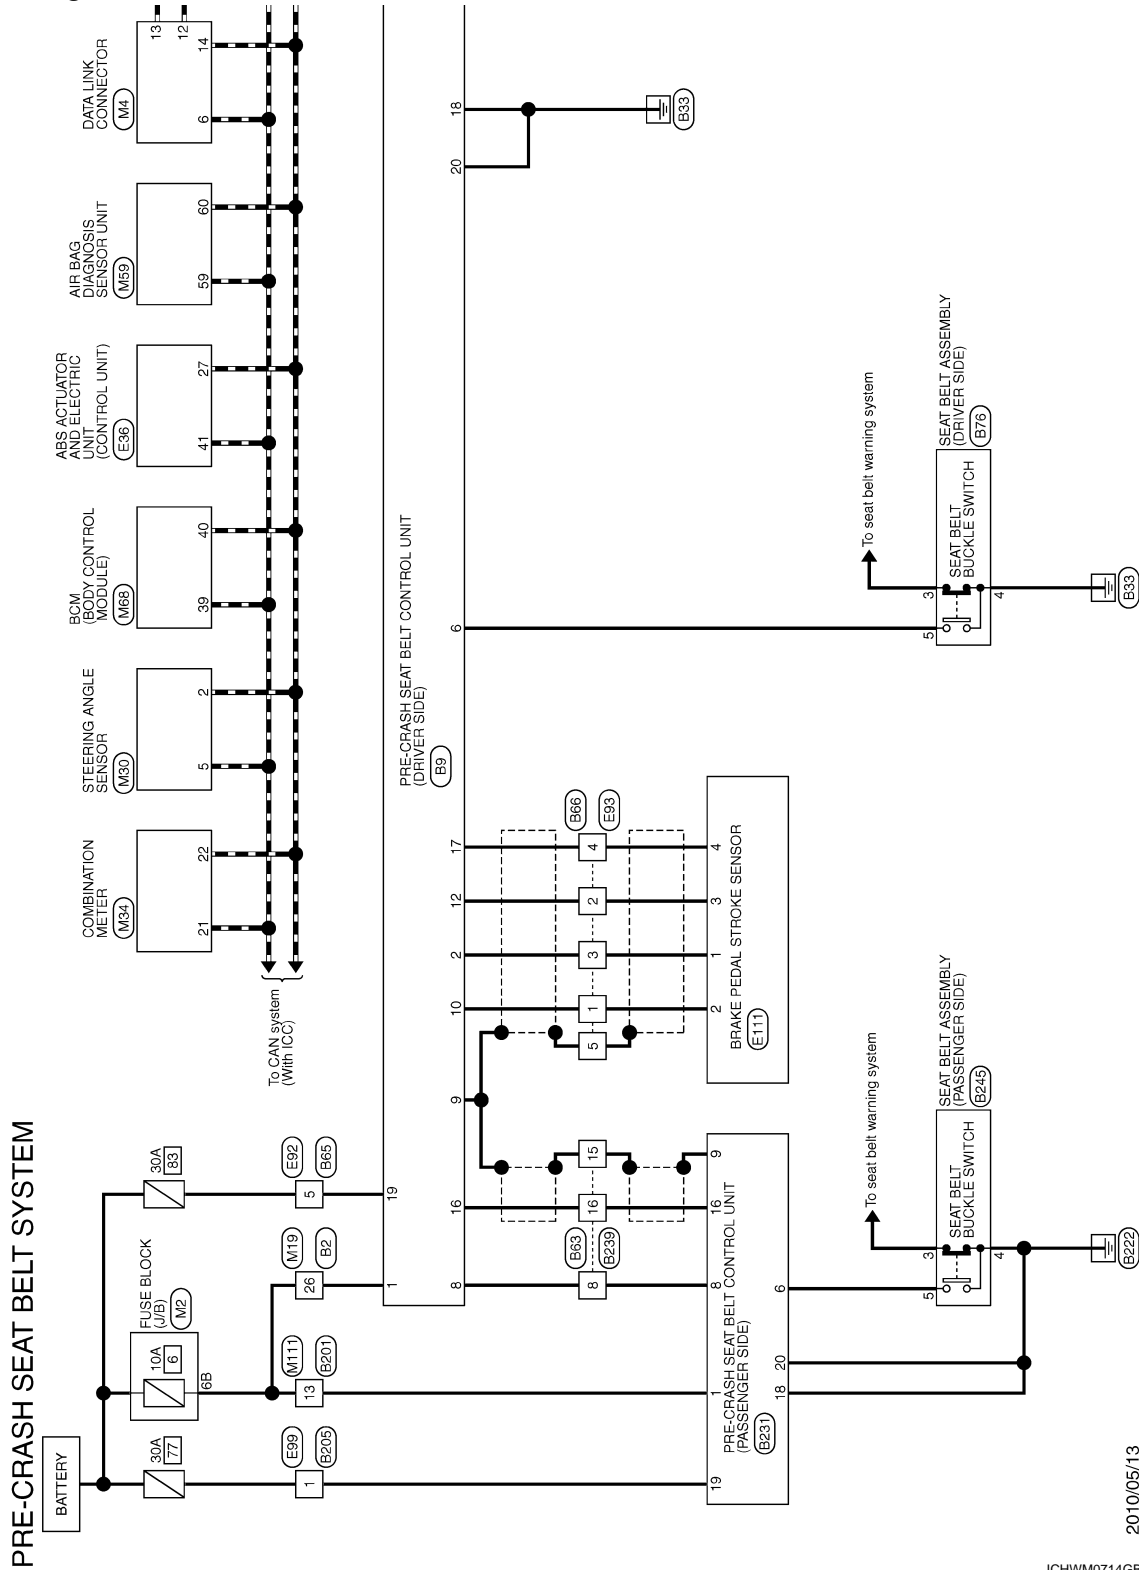 PRE-CRASH SEAT BELT SYSTEM
BATTERY
30A
77
10A
6
FUSE BLOCK
(J/B)
M2
6B
30A
83
E99
1
B205
M111
13
B201
M19
26
B2
E92
5
B65
To CAN system
(With ICC)
COMBINATION
METER
M34
21
22
STEERING ANGLE
SENSOR
M30
5
2
BCM
(BODY CONTROL
MODULE)
M68
39
40
ABS ACTUATOR
AND ELECTRIC
UNIT
(CONTROL UNIT)
E36
41
27
AIR BAG
DIAGNOSIS
SENSOR UNIT
M59
59
60
DATA LINK
CONNECTOR
M4
6
14
13
12
1
19
PRE-CRASH SEAT BELT CONTROL UNIT
(DRIVER SIDE)
B9
8
16
9
10
2
12
17
6
20
18
B33
B63
B239
8
16
15
B66
E93
5
1
3
2
4
19
1
8
16
9
PRE-CRASH SEAT BELT CONTROL UNIT
(PASSENGER SIDE)
B231
18
20
6
2
1
3
4
BRAKE PEDAL STROKE SENSOR
E111
To seat belt warning system
5
3
SEAT BELT
BUCKLE SWITCH
4
SEAT BELT ASSEMBLY
(PASSENGER SIDE)
B245
B222
To seat belt warning system
5
3
SEAT BELT
BUCKLE SWITCH
4
SEAT BELT ASSEMBLY
(DRIVER SIDE)
B76
B33
2010/05/13